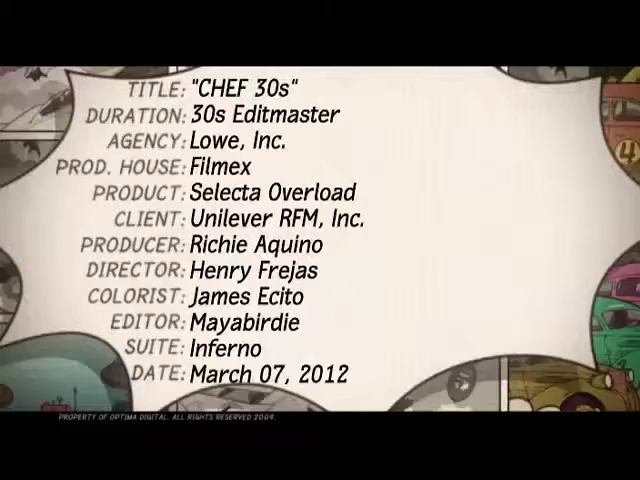 TITLE: "CHEF 30s"
DURATION: 30s Editmaster
AGENCY: Lowe, Inc.
PROD. HOUSE: Filmex
PRODUCT: Selecta Overload
CLIENT: Unilever RFM, Inc.
PRODUCER: Richie Aquino
DIRECTOR: Henry Frejas
COLORIST: James Ecito
EDITOR: Mayabirdie
SUITE: Inferno
DATE: March 07, 2012
4
PROPERTY OF OPTIMA DIGITAL. ALL RIGHTS RESERVED 2009.